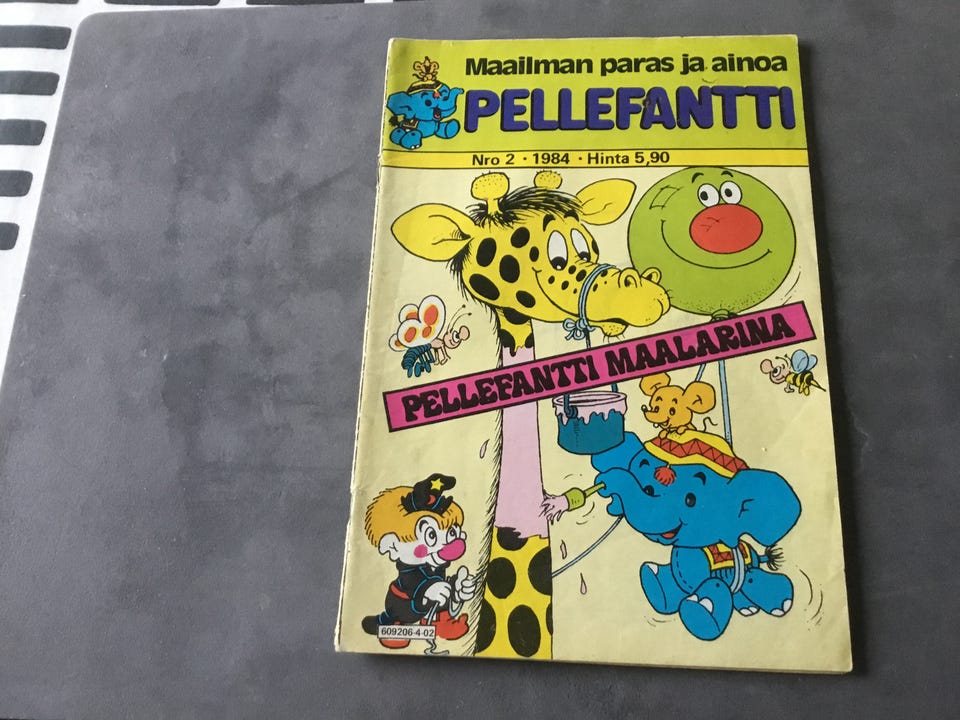 Maailman paras ja ainoa
PELLEFANTTI
Nro 2 · 1984 · Hinta 5,90
PELLEFANTTI MAALARINA
609206-4-02